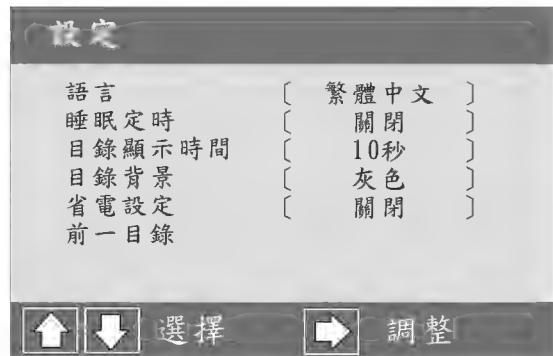 設定
語言 〔 繁體中文 〕
睡眠定時 〔 關閉 〕
目錄顯示時間 〔 10秒 〕
目錄背景 〔 灰色 〕
省電設定 〔 關閉 〕
前一目錄
選擇 調整